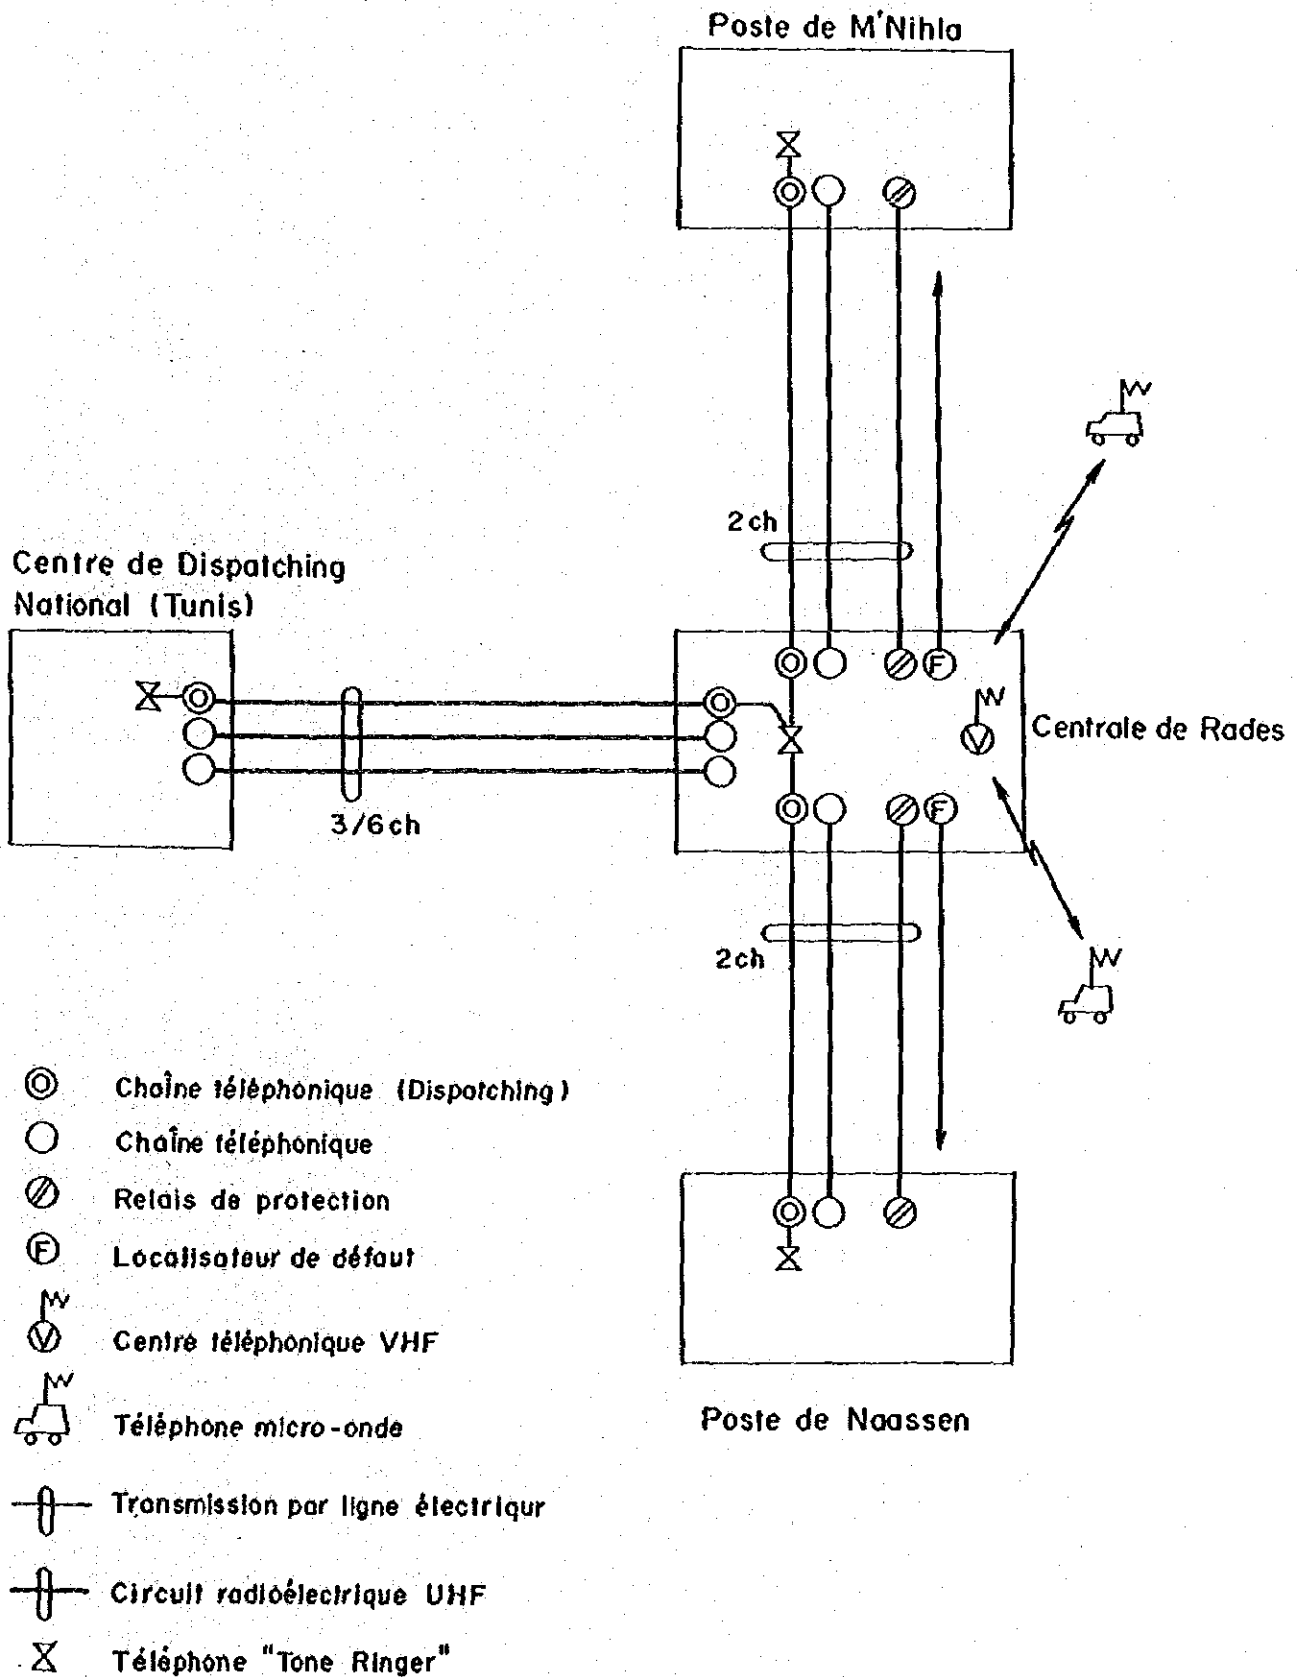 Poste de M'Nihla
2ch
Centre de Dispatching
National (Tunis)
3/6ch
Centrale de Rades
2ch
Poste de Naassen
Chaîne téléphonique (Dispatching)
Chaîne téléphonique
Relais de protection
F Localisateur de défaut
V Centre téléphonique VHF
Téléphone micro-onde
Transmission par ligne électriqur
Circuit radioélectrique UHF
Téléphone "Tone Ringer"
F
V
F